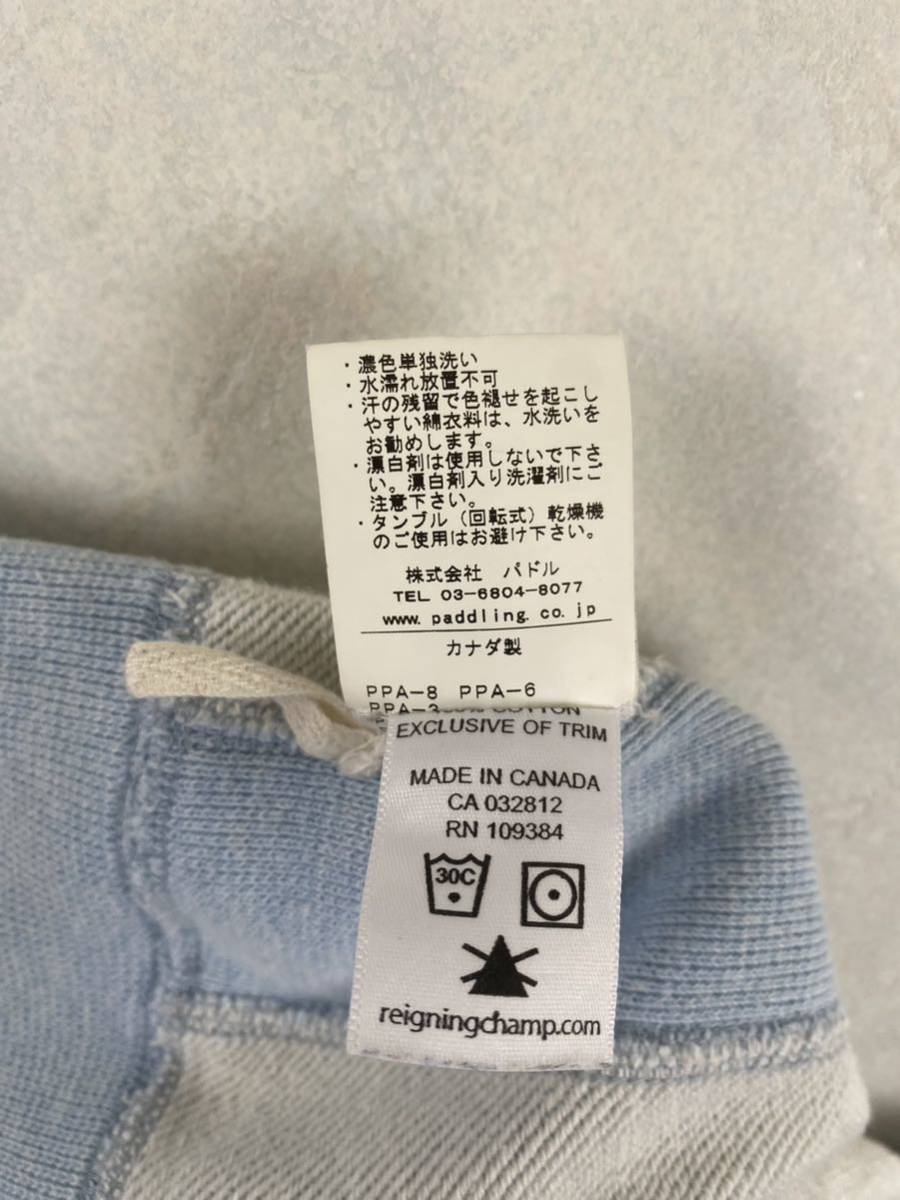 ・濃色単独洗い
・水濡れ放置不可
・汗の残留で色褪せを起こし
やすい綿衣料は、水洗いを
お勧めします。
・漂白剤は使用しないで下さ
い。漂白剤入り洗濯剤にご
注意下さい。
・タンブル（回転式）乾燥機
のご使用はお避け下さい。
株式会社 パドル
TEL 03-6804-8077
www.paddling.co.jp
カナダ製
PPA-8 PPA-6
PPA-3
COTTON
EXCLUSIVE OF TRIM
MADE IN CANADA
CA 032812
RN 109384
30C
reigningchamp.com